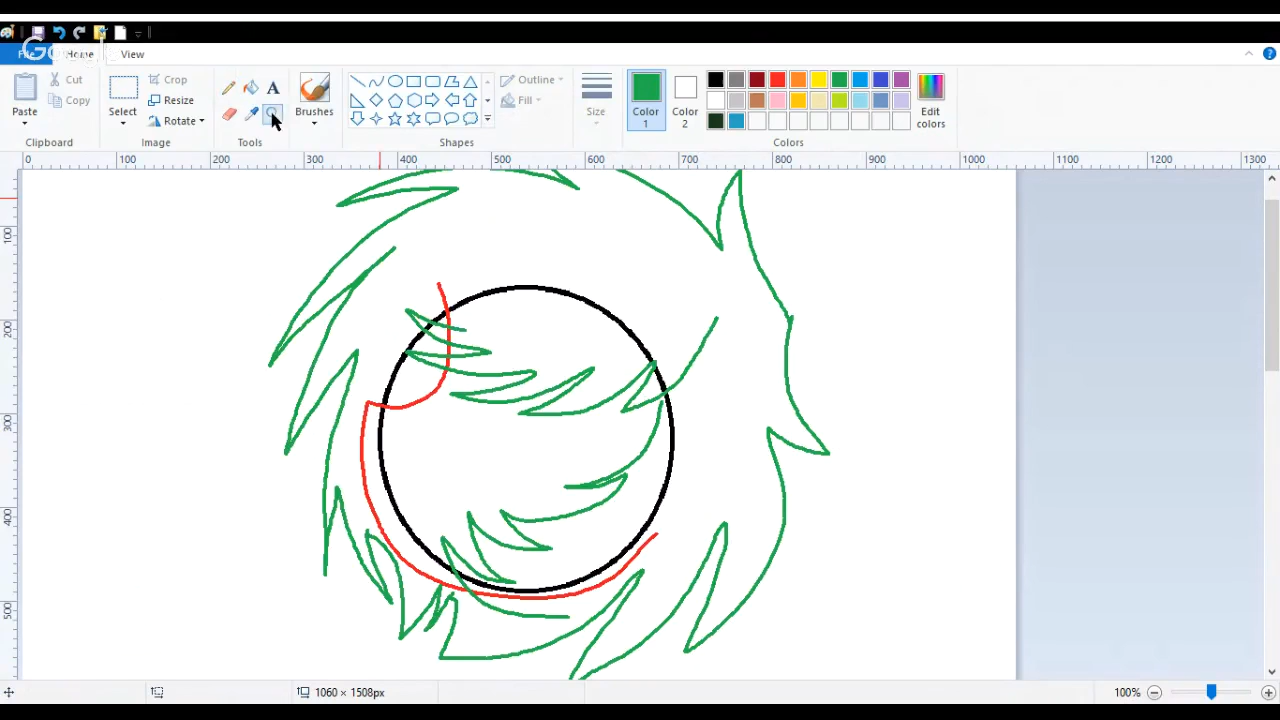 Google
File Home View
Paste Cut Crop A Outline
Copy Select Resize Brushes Fill Size Color 1 Color 2 Edit colors
Rotate
Clipboard Image Tools Shapes Colors
0 100 200 300 400 500 600 700 800 900 1000 1100 1200 1300
100
200
300
400
500
1060 × 1508px 100%